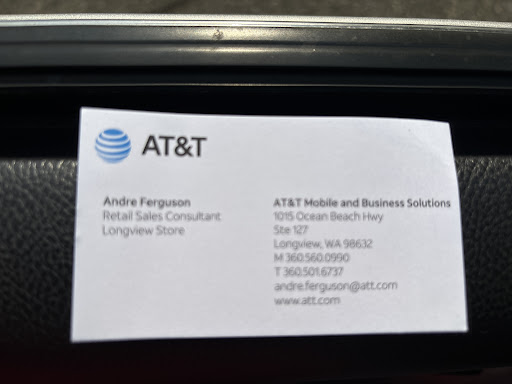 AT&T
Andre Ferguson
Retail Sales Consultant
Longview Store
AT&T Mobile and Business Solutions
1015 Ocean Beach Hwy
Ste 127
Longview, WA 98632
M 360.560.0990
T 360.501.6737
andre.ferguson@att.com
www.att.com